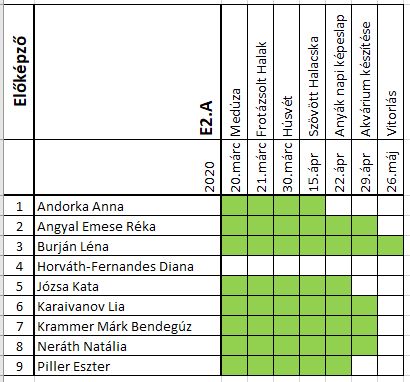 Előképző
E2.A
2020
Medúza
Frotázsolt Halak
Húsvét
Szövött Halacska
Anyák napi képeslap
Akvárium készítése
Vitorlás
20.márc
21.márc
30.márc
15.ápr
22.ápr
29.ápr
26.máj
1 Andorka Anna
2 Angyal Emese Réka
3 Burján Léna
4 Horváth-Fernandes Diana
5 Józsa Kata
6 Karaivanov Lia
7 Krammer Márk Bendegúz
8 Neráth Natália
9 Piller Eszter